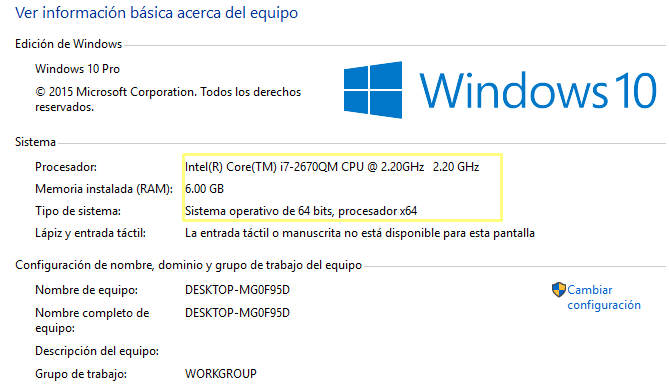 Ver información básica acerca del equipo
Edición de Windows
Windows 10 Pro
© 2015 Microsoft Corporation. Todos los derechos
reservados.
Windows 10
Sistema
Procesador: Intel(R) Core(TM) i7-2670QM CPU @ 2.20GHz 2.20 GHz
Memoria instalada (RAM): 6.00 GB
Tipo de sistema: Sistema operativo de 64 bits, procesador x64
Lápiz y entrada táctil: La entrada táctil o manuscrita no está disponible para esta pantalla
Configuración de nombre, dominio y grupo de trabajo del equipo
Nombre de equipo: DESKTOP-MG0F95D
Cambiar
configuración
Nombre completo de
equipo:
DESKTOP-MG0F95D
Descripción del equipo:
Grupo de trabajo: WORKGROUP